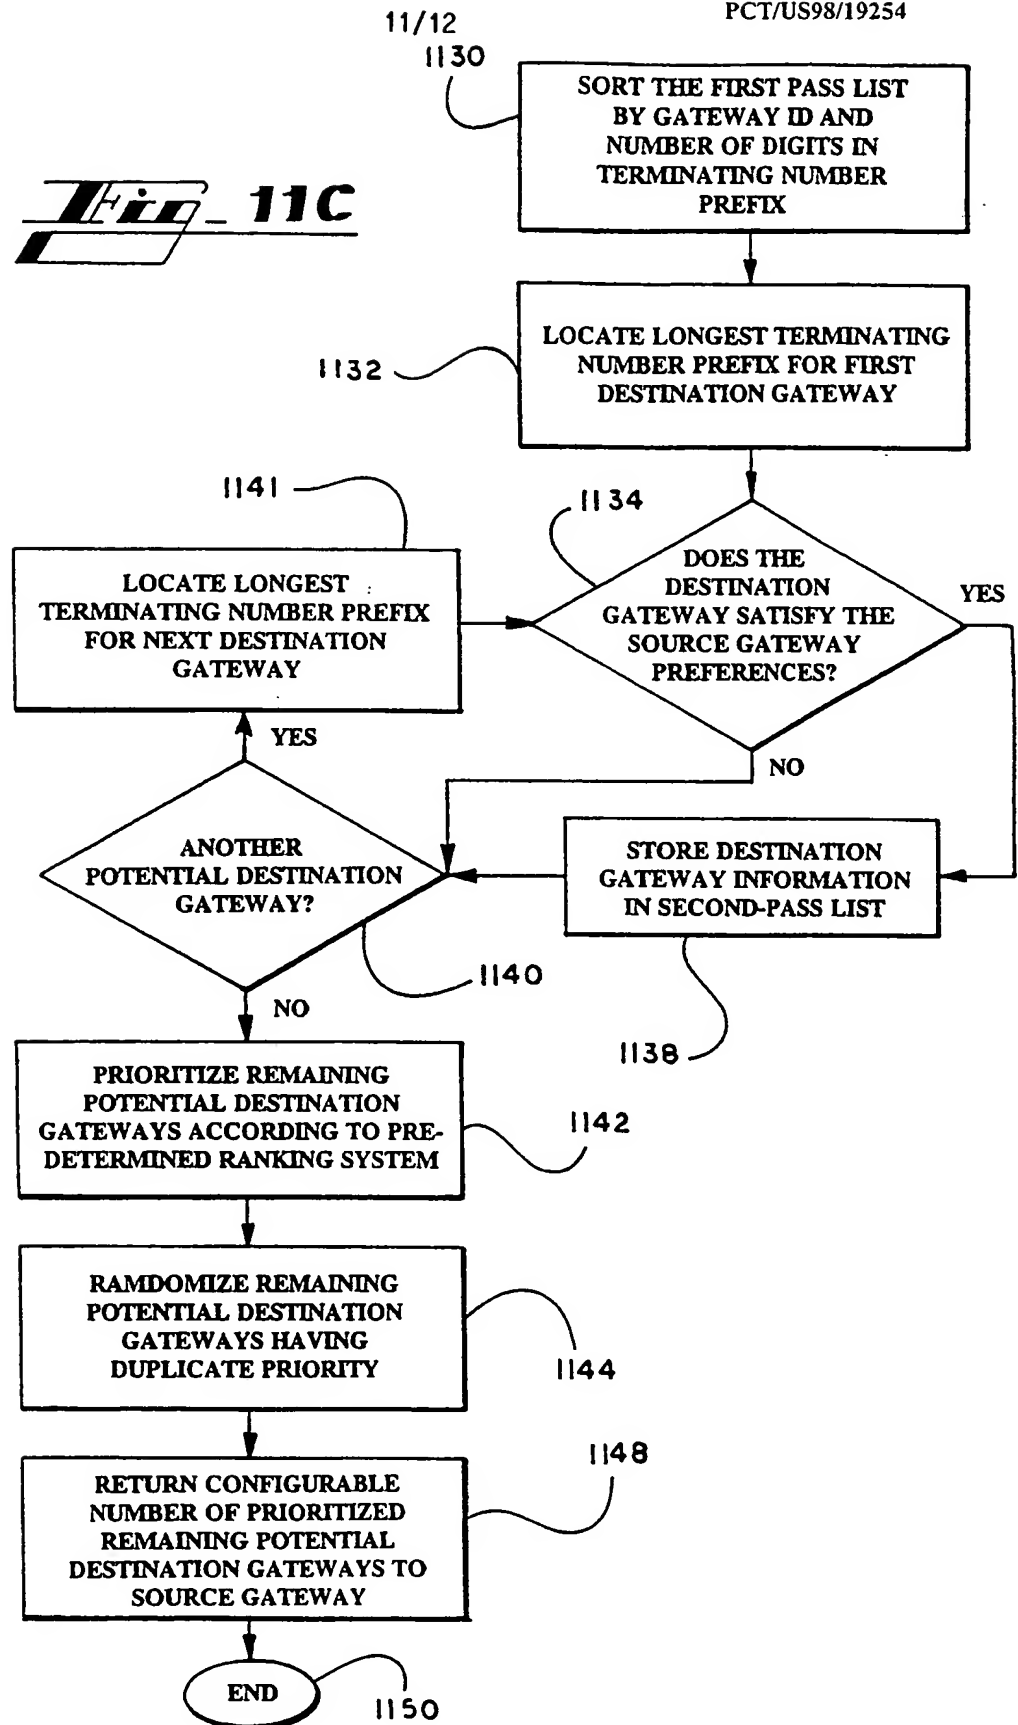 11/12
PCT/US98/19254
1130
SORT THE FIRST PASS LIST
BY GATEWAY ID AND
NUMBER OF DIGITS IN
TERMINATING NUMBER
PREFIX
Fig_ 11C
1132
LOCATE LONGEST TERMINATING
NUMBER PREFIX FOR FIRST
DESTINATION GATEWAY
1141
1134
LOCATE LONGEST
TERMINATING NUMBER PREFIX
FOR NEXT DESTINATION
GATEWAY
DOES THE
DESTINATION
GATEWAY SATISFY THE
SOURCE GATEWAY
PREFERENCES?
YES
YES
NO
ANOTHER
POTENTIAL DESTINATION
GATEWAY?
STORE DESTINATION
GATEWAY INFORMATION
IN SECOND-PASS LIST
1140
NO
1138
PRIORITIZE REMAINING
POTENTIAL DESTINATION
GATEWAYS ACCORDING TO PRE-
DETERMINED RANKING SYSTEM
1142
RAMDOMIZE REMAINING
POTENTIAL DESTINATION
GATEWAYS HAVING
DUPLICATE PRIORITY
1144
1148
RETURN CONFIGURABLE
NUMBER OF PRIORITIZED
REMAINING POTENTIAL
DESTINATION GATEWAYS TO
SOURCE GATEWAY
END
1150